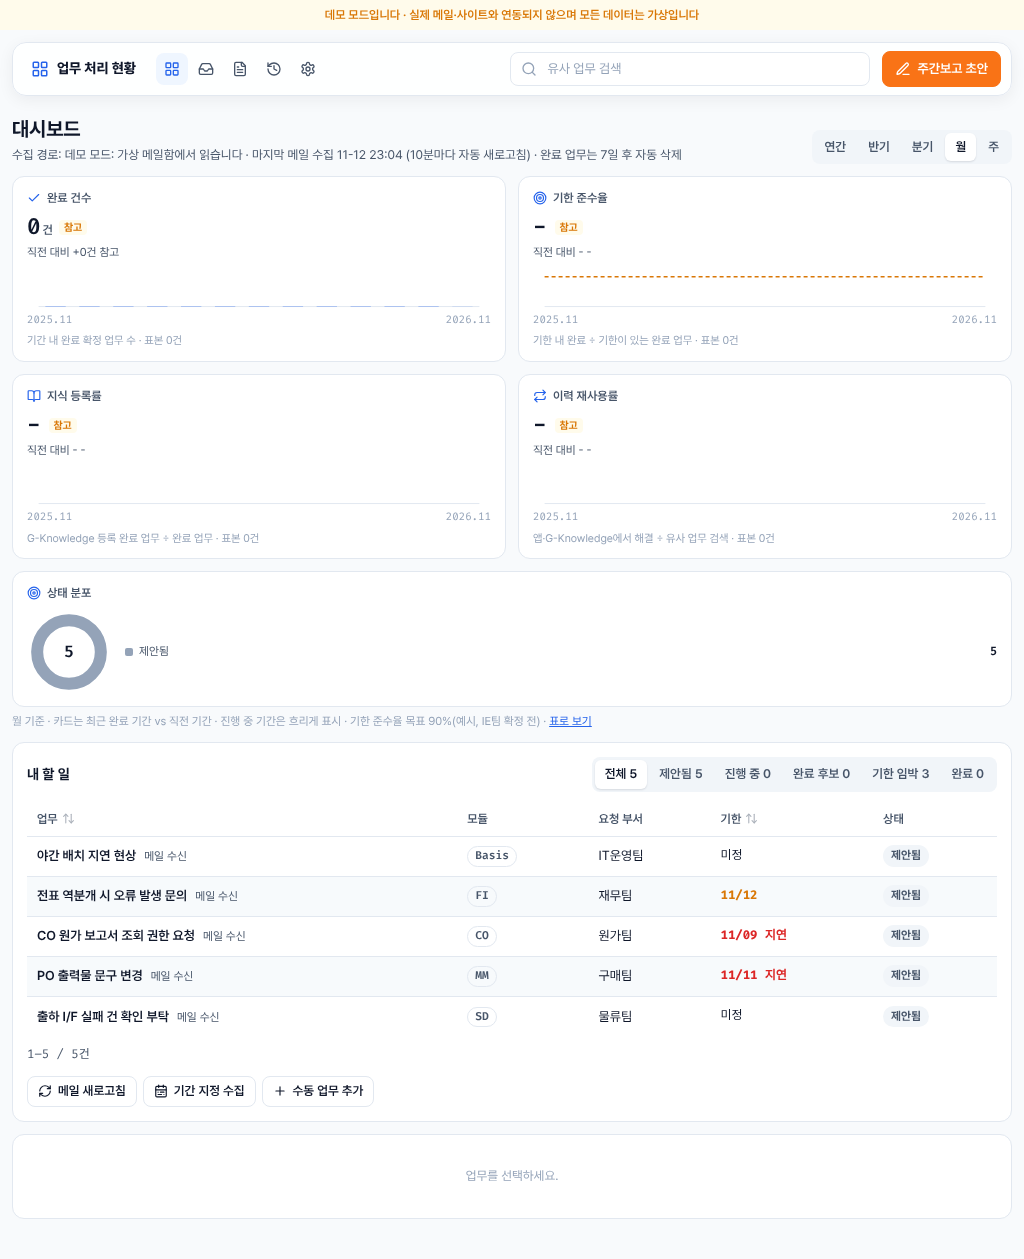 데모 모드입니다 · 실제 메일·사이트와 연동되지 않으며 모든 데이터는 가상입니다
업무 처리 현황
유사 업무 검색
주간보고 초안
대시보드
수집 경로: 데모 모드: 가상 메일함에서 읽습니다 · 마지막 메일 수집 11-12 23:04 (10분마다 자동 새로고침) · 완료 업무는 7일 후 자동 삭제
연간 반기 분기 월 주
완료 건수
0건 참고
직전 대비 +0건 참고
2025.11 2026.11
기간 내 완료 확정 업무 수 · 표본 0건
기한 준수율
– 참고
직전 대비 - -
2025.11 2026.11
기한 내 완료 ÷ 기한이 있는 완료 업무 · 표본 0건
지식 등록률
– 참고
직전 대비 - -
2025.11 2026.11
G-Knowledge 등록 완료 업무 ÷ 완료 업무 · 표본 0건
이력 재사용률
– 참고
직전 대비 - -
2025.11 2026.11
앱·G-Knowledge에서 해결 ÷ 유사 업무 검색 · 표본 0건
상태 분포
5
제안됨 5
월 기준 · 카드는 최근 완료 기간 vs 직전 기간 · 진행 중 기간은 흐리게 표시 · 기한 준수율 목표 90%(예시, IE팀 확정 전) · 표로 보기
내 할 일
전체 5 제안됨 5 진행 중 0 완료 후보 0 기한 임박 3 완료 0
업무 모듈 요청 부서 기한 상태
야간 배치 지연 현상 메일 수신 Basis IT운영팀 미정 제안됨
전표 역분개 시 오류 발생 문의 메일 수신 FI 재무팀 11/12 제안됨
CO 원가 보고서 조회 권한 요청 메일 수신 CO 원가팀 11/09 지연 제안됨
PO 출력물 문구 변경 메일 수신 MM 구매팀 11/11 지연 제안됨
출하 I/F 실패 건 확인 부탁 메일 수신 SD 물류팀 미정 제안됨
1–5 / 5건
메일 새로고침 기간 지정 수집 수동 업무 추가
업무를 선택하세요.